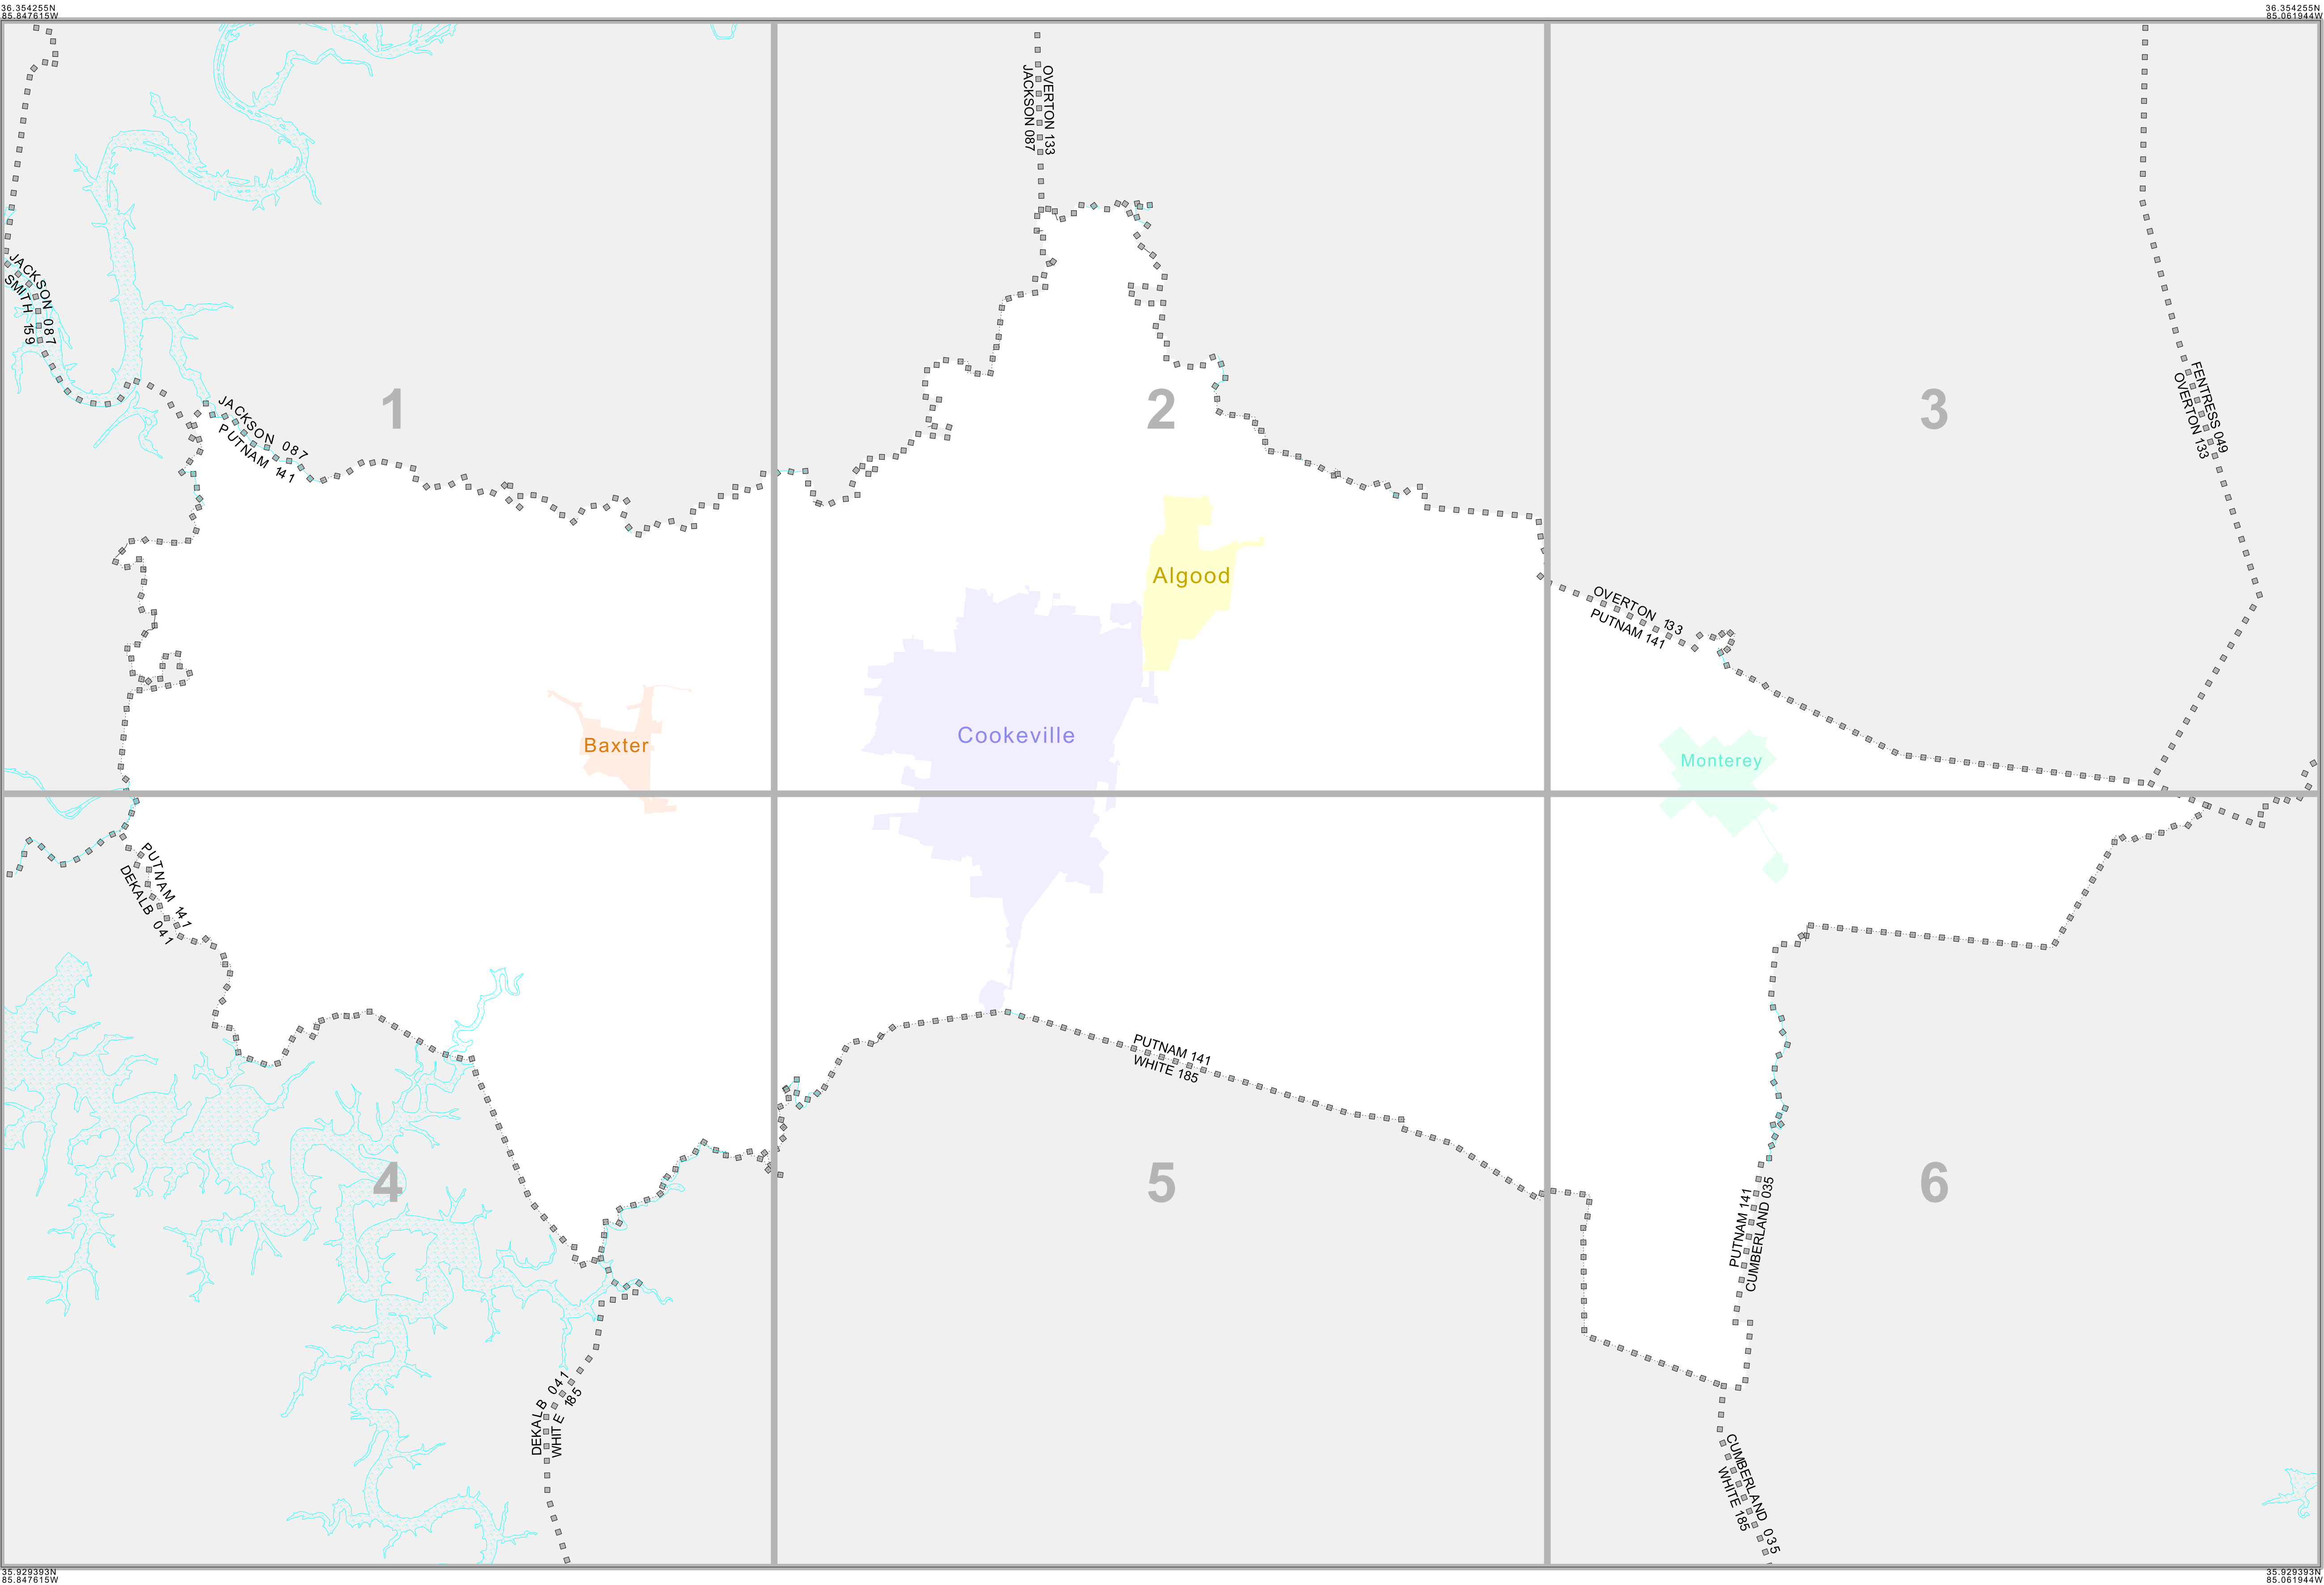 36.354255N
85.847615W
36.354255N
85.061944W
OVERTON 133
JACKSON 087
JACKSON 087
SMITH 159
1
2
3
FENTRESS 049
OVERTON 133
JACKSON 087
PUTNAM 141
Algood
OVERTON 133
PUTNAM 141
Cookeville
Baxter
Monterey
PUTNAM 141
DEKALB 041
PUTNAM 141
WHITE 185
4
5
6
PUTNAM 141
CUMBERLAND 035
DEKALB 041
WHITE 185
CUMBERLAND 035
WHITE 185
35.929393N
85.847615W
35.929393N
85.061944W